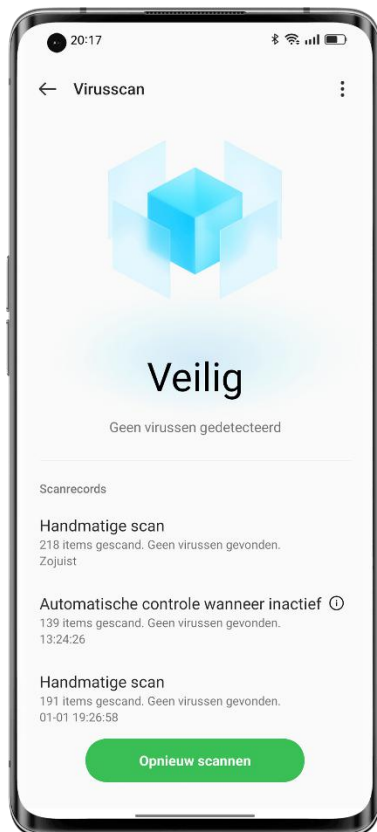 20:17
Virusscan
Veilig
Geen virussen gedetecteerd
Scanrecords
Handmatige scan
218 items gescand. Geen virussen gevonden.
Zojuist
Automatische controle wanneer inactief
139 items gescand. Geen virussen gevonden.
13:24:26
Handmatige scan
191 items gescand. Geen virussen gevonden.
01-01 19:26:58
Opnieuw scannen